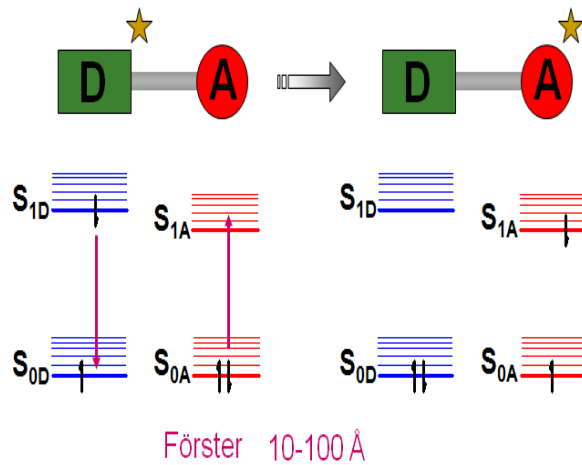 D A D A
S1D S1A S1D S1A
S0D S0A S0D S0A
Förster 10-100 Å